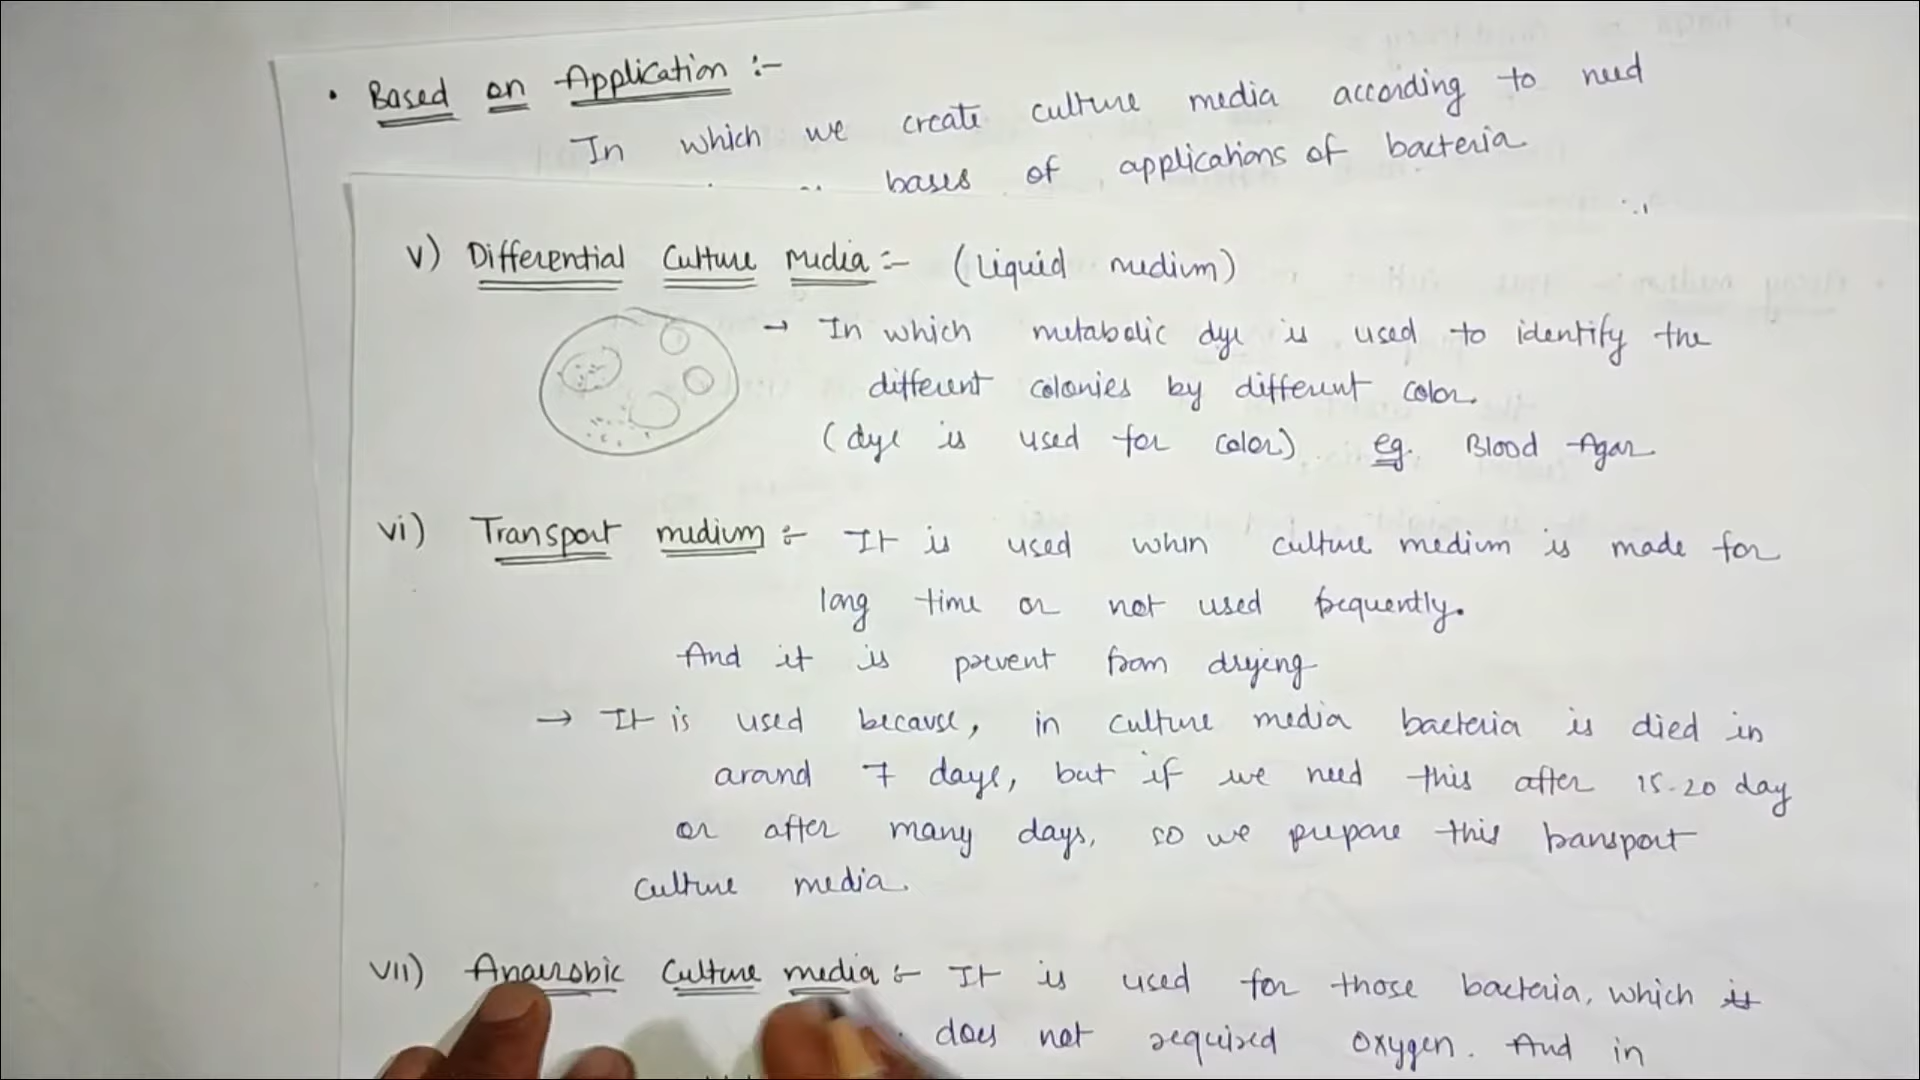 • Based on Application :-
In which we create culture media according to need
bases of applications of bacteria
v) Differential Culture Media :- (Liquid medium)
→ In which metabolic dye is used to identify the
different colonies by different color.
(dye is used for color) eg. Blood Agar
vi) Transport medium :- It is used when culture medium is made for
long time or not used frequently.
And it is prevent from drying
→ It is used because, in culture media bacteria is died in
around 7 days, but if we need this after 15-20 day
or after many days, so we prepare this transport
culture media.
VII) Anaerobic Culture media :- It is used for those bacteria, which is
does not required oxygen. And in